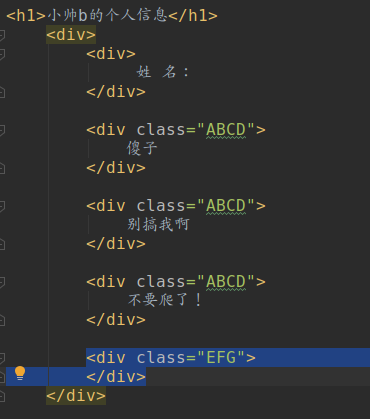 <h1>小帅b的个人信息</h1>
<div>
<div>
姓 名：
</div>
<div class="ABCD">
傻子
</div>
<div class="ABCD">
别搞我啊
</div>
<div class="ABCD">
不要爬了！
</div>
<div class="EFG">
</div>
</div>